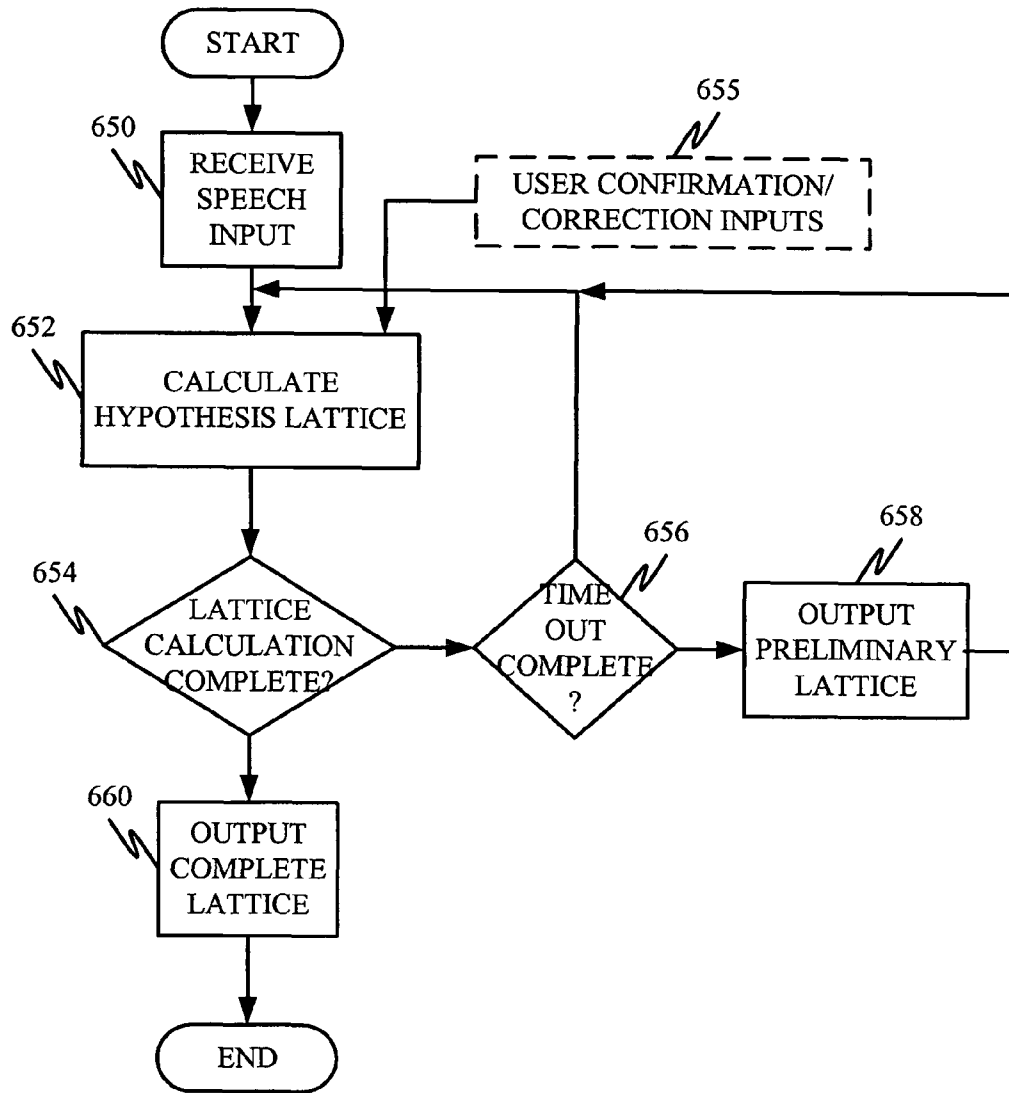 START
655
650
RECEIVE
SPEECH
INPUT
USER CONFIRMATION/
CORRECTION INPUTS
652
CALCULATE
HYPOTHESIS LATTICE
654
LATTICE
CALCULATION
COMPLETE?
656
TIME
OUT
COMPLETE
?
658
OUTPUT
PRELIMINARY
LATTICE
660
OUTPUT
COMPLETE
LATTICE
END